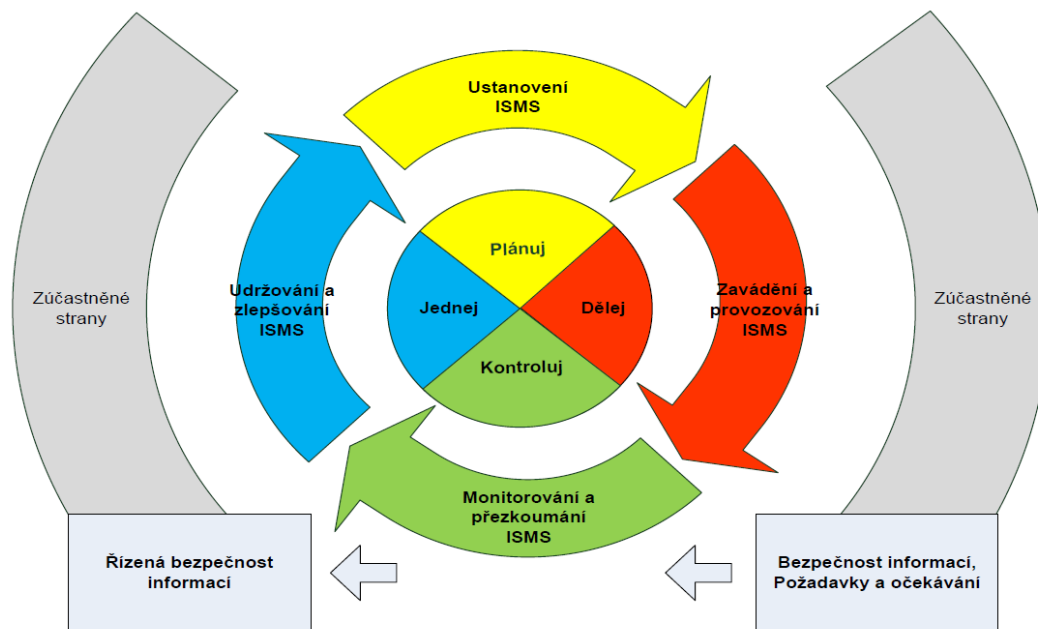 Ustanovení
ISMS
Plánuj
Jednej
Dělej
Kontroluj
Udržování a
zlepšování
ISMS
Zavádění a
provozování
ISMS
Zúčastněné
strany
Zúčastněné
strany
Monitorování a
přezkoumání
ISMS
Řízená bezpečnost
informací
Bezpečnost informací,
Požadavky a očekávání